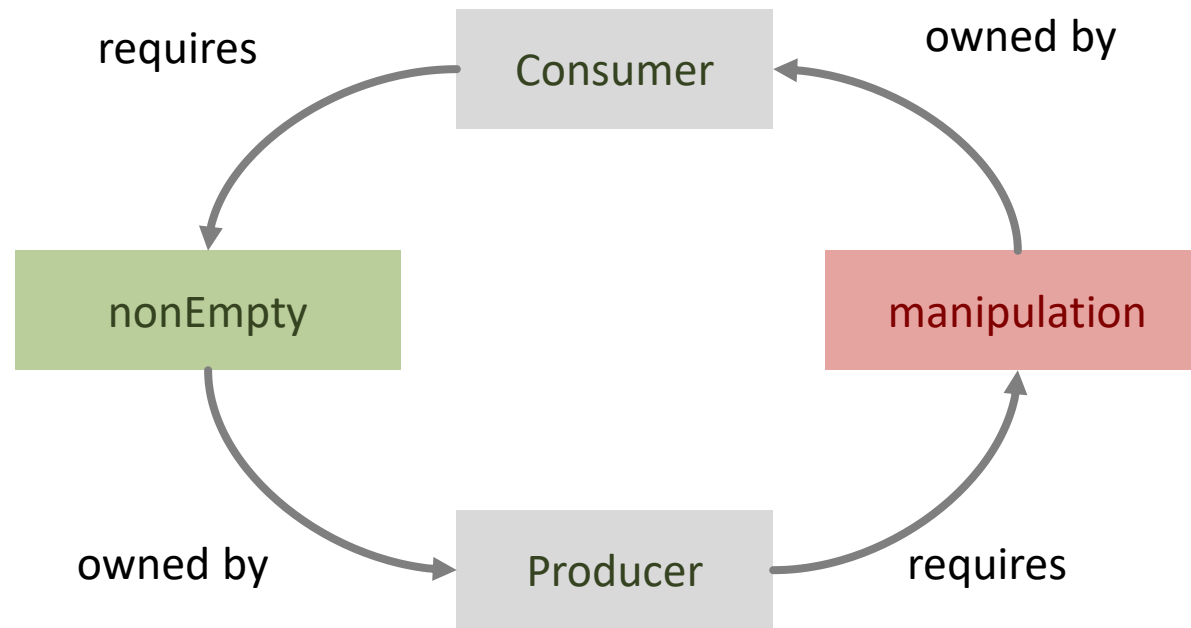 requires
Consumer
owned by
nonEmpty
manipulation
owned by
Producer
requires